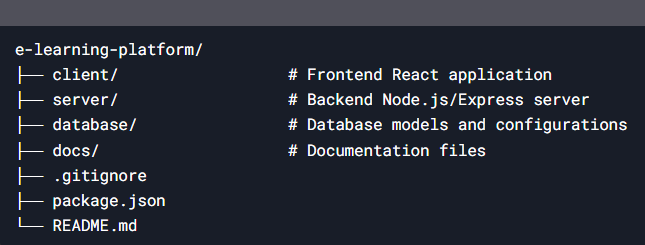 e-learning-platform/
├── client/                  # Frontend React application
├── server/                  # Backend Node.js/Express server
├── database/                # Database models and configurations
├── docs/                    # Documentation files
├── .gitignore
├── package.json
└── README.md